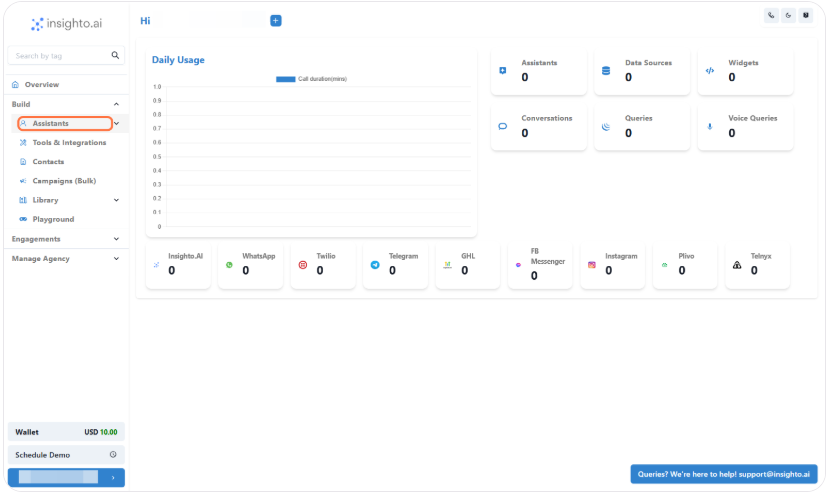 insighto.ai
Hi
Search by tag
Overview
Build
Assistants
Tools & Integrations
Contacts
Campaigns (Bulk)
Library
Playground
Engagements
Manage Agency
Wallet USD 10.00
Schedule Demo
Daily Usage
Call duration(mins)
1.0
0.9
0.8
0.7
0.6
0.5
0.4
0.3
0.2
0.1
0
Assistants
0
Data Sources
0
Widgets
0
Conversations
0
Queries
0
Voice Queries
0
Insighto.AI
0
WhatsApp
0
Twilio
0
Telegram
0
GHL
0
FB
Messenger
0
Instagram
0
Plivo
0
Telnyx
0
Queries? We're here to help! support@insighto.ai